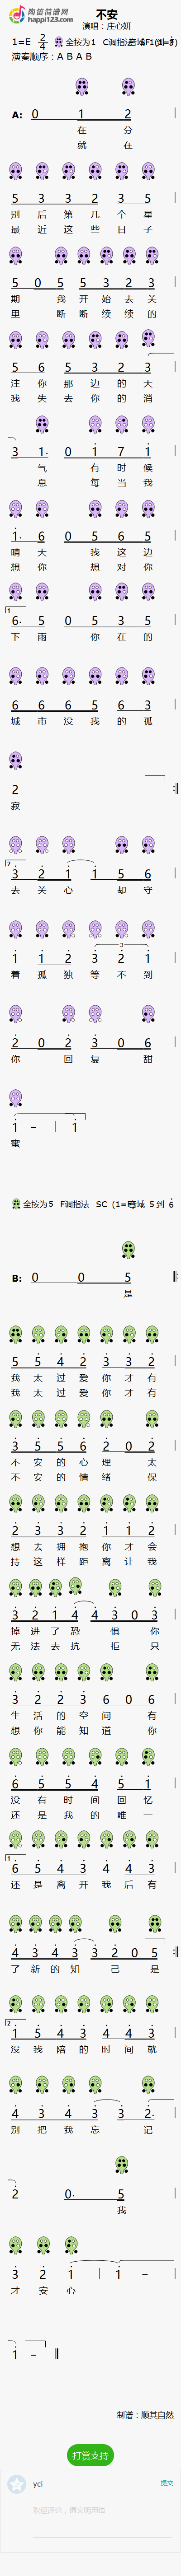 陶笛简谱网
happi123.com
不安
演唱：庄心妍
1=E 2/4 全按为1 C调指法
演奏顺序：A B A B
A: 0 1 2
在 分
就 在
5 3 3 2 3 5
别 后 第 几 个 星
最 近 这 些 日 子
5 0 5 3 5 5 3
期 我 开 始 去 关
里 断 断 续 续 的
5 6 5 3 2 3
注 你 那 边 的 天
我 失 去 你 的 消
3 1. 0 1 7 1
气 有 时 候
息 每 当 我
1. 6 0 5 6 5
晴 天 我 这 边
想 你 想 对 你
1
6. 5 0 5 3 5
下 雨 你 在 的
6 6 6 5 6 3
城 市 没 我 的 孤
2
寂
2
3 2 1 1 5 6
去 关 心 却 守
3
1 1 2 3 2 1
着 孤 独 等 不 到
2 0 2 3 0 6
你 回 复 甜
1 – 1
蜜
全按为5 F调指法
B: 0 0 5
是
5 5 4 2 3 3 2
我 太 过 爱 你 才 有
我 太 过 爱 你 才 有
3 5 5 6 2 0 2
不 安 的 心 理 太
不 安 的 情 绪 保
2 3 3 2 1 1 2
想 去 拥 抱 你 才 会
持 这 样 距 离 让 我
3 2 1 4 4 3 0 3
掉 进 了 恐 惧 你
无 法 去 抗 拒 只
3 2 2 3 6 0 6
生 活 的 空 间 有
想 你 能 知 道 你
6 5 5 4 5 1
没 有 时 间 回 忆
还 是 我 的 唯 一
1
6 5 4 3 4 4 3
还 是 离 开 我 后 有
4 3 4 3 3 2 0 5
了 新 的 知 己 是
2
1 5 4 3 4 4 3
没 我 陪 的 时 间 就
4 3 4 3 3 2.
别 把 我 忘 记
2 0. 5
我
3 2 1 1 –
才 安 心
1 –
制谱：顾其自然
打赏支持
ycl
提交
欢迎评论，请文明用语